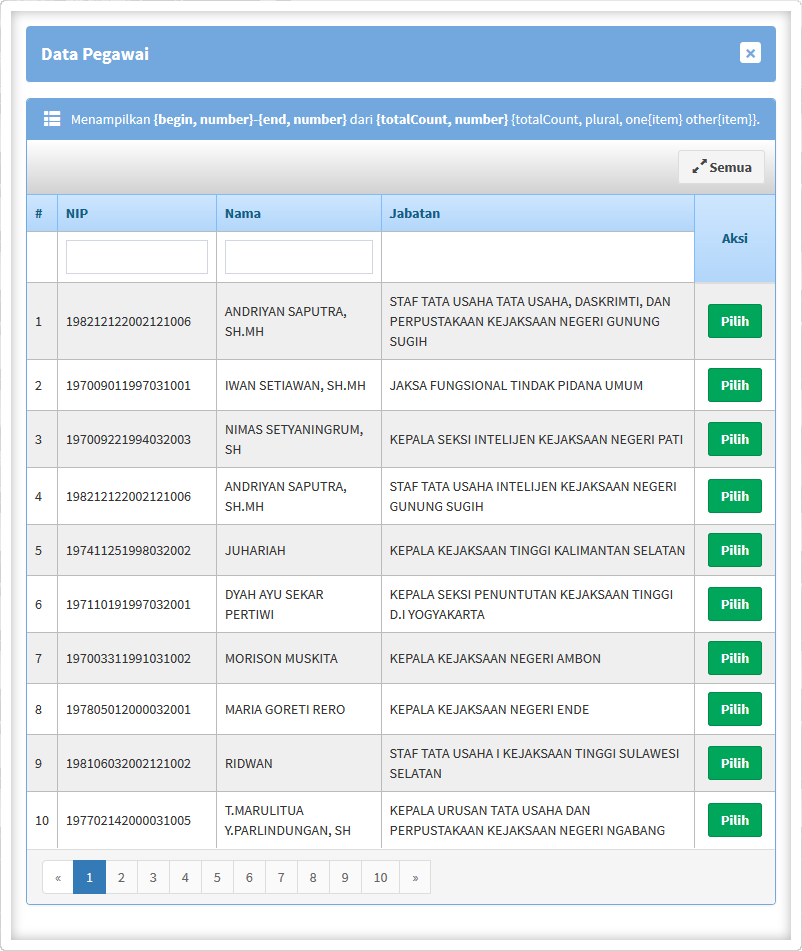 Data Pegawai
Menampilkan {begin, number}-{end, number} dari {totalCount, number} {totalCount, plural, one{item} other{item}}.
Semua
# NIP Nama Jabatan Aksi
1 198212122002121006 ANDRIYAN SAPUTRA, SH.MH STAF TATA USAHA TATA USAHA, DASKRIMTI, DAN PERPUSTAKAAN KEJAKSAAN NEGERI GUNUNG SUGIH Pilih
2 197009011997031001 IWAN SETIAWAN, SH.MH JAKSA FUNGSIONAL TINDAK PIDANA UMUM Pilih
3 197009221994032003 NIMAS SETYANINGRUM, SH KEPALA SEKSI INTELIJEN KEJAKSAAN NEGERI PATI Pilih
4 198212122002121006 ANDRIYAN SAPUTRA, SH.MH STAF TATA USAHA INTELIJEN KEJAKSAAN NEGERI GUNUNG SUGIH Pilih
5 197411251998032002 JUHARIAH KEPALA KEJAKSAAN TINGGI KALIMANTAN SELATAN Pilih
6 197110191997032001 DYAH AYU SEKAR PERTIWI KEPALA SEKSI PENUNTUTAN KEJAKSAAN TINGGI D.I YOGYAKARTA Pilih
7 197003311991031002 MORISON MUSKITA KEPALA KEJAKSAAN NEGERI AMBON Pilih
8 197805012000032001 MARIA GORETI RERO KEPALA KEJAKSAAN NEGERI ENDE Pilih
9 198106032002121002 RIDWAN STAF TATA USAHA I KEJAKSAAN TINGGI SULAWESI SELATAN Pilih
10 197702142000031005 T.MARULITUA Y.PARLINDUNGAN, SH KEPALA URUSAN TATA USAHA DAN PERPUSTAKAAN KEJAKSAAN NEGERI NGABANG Pilih
« 1 2 3 4 5 6 7 8 9 10 »